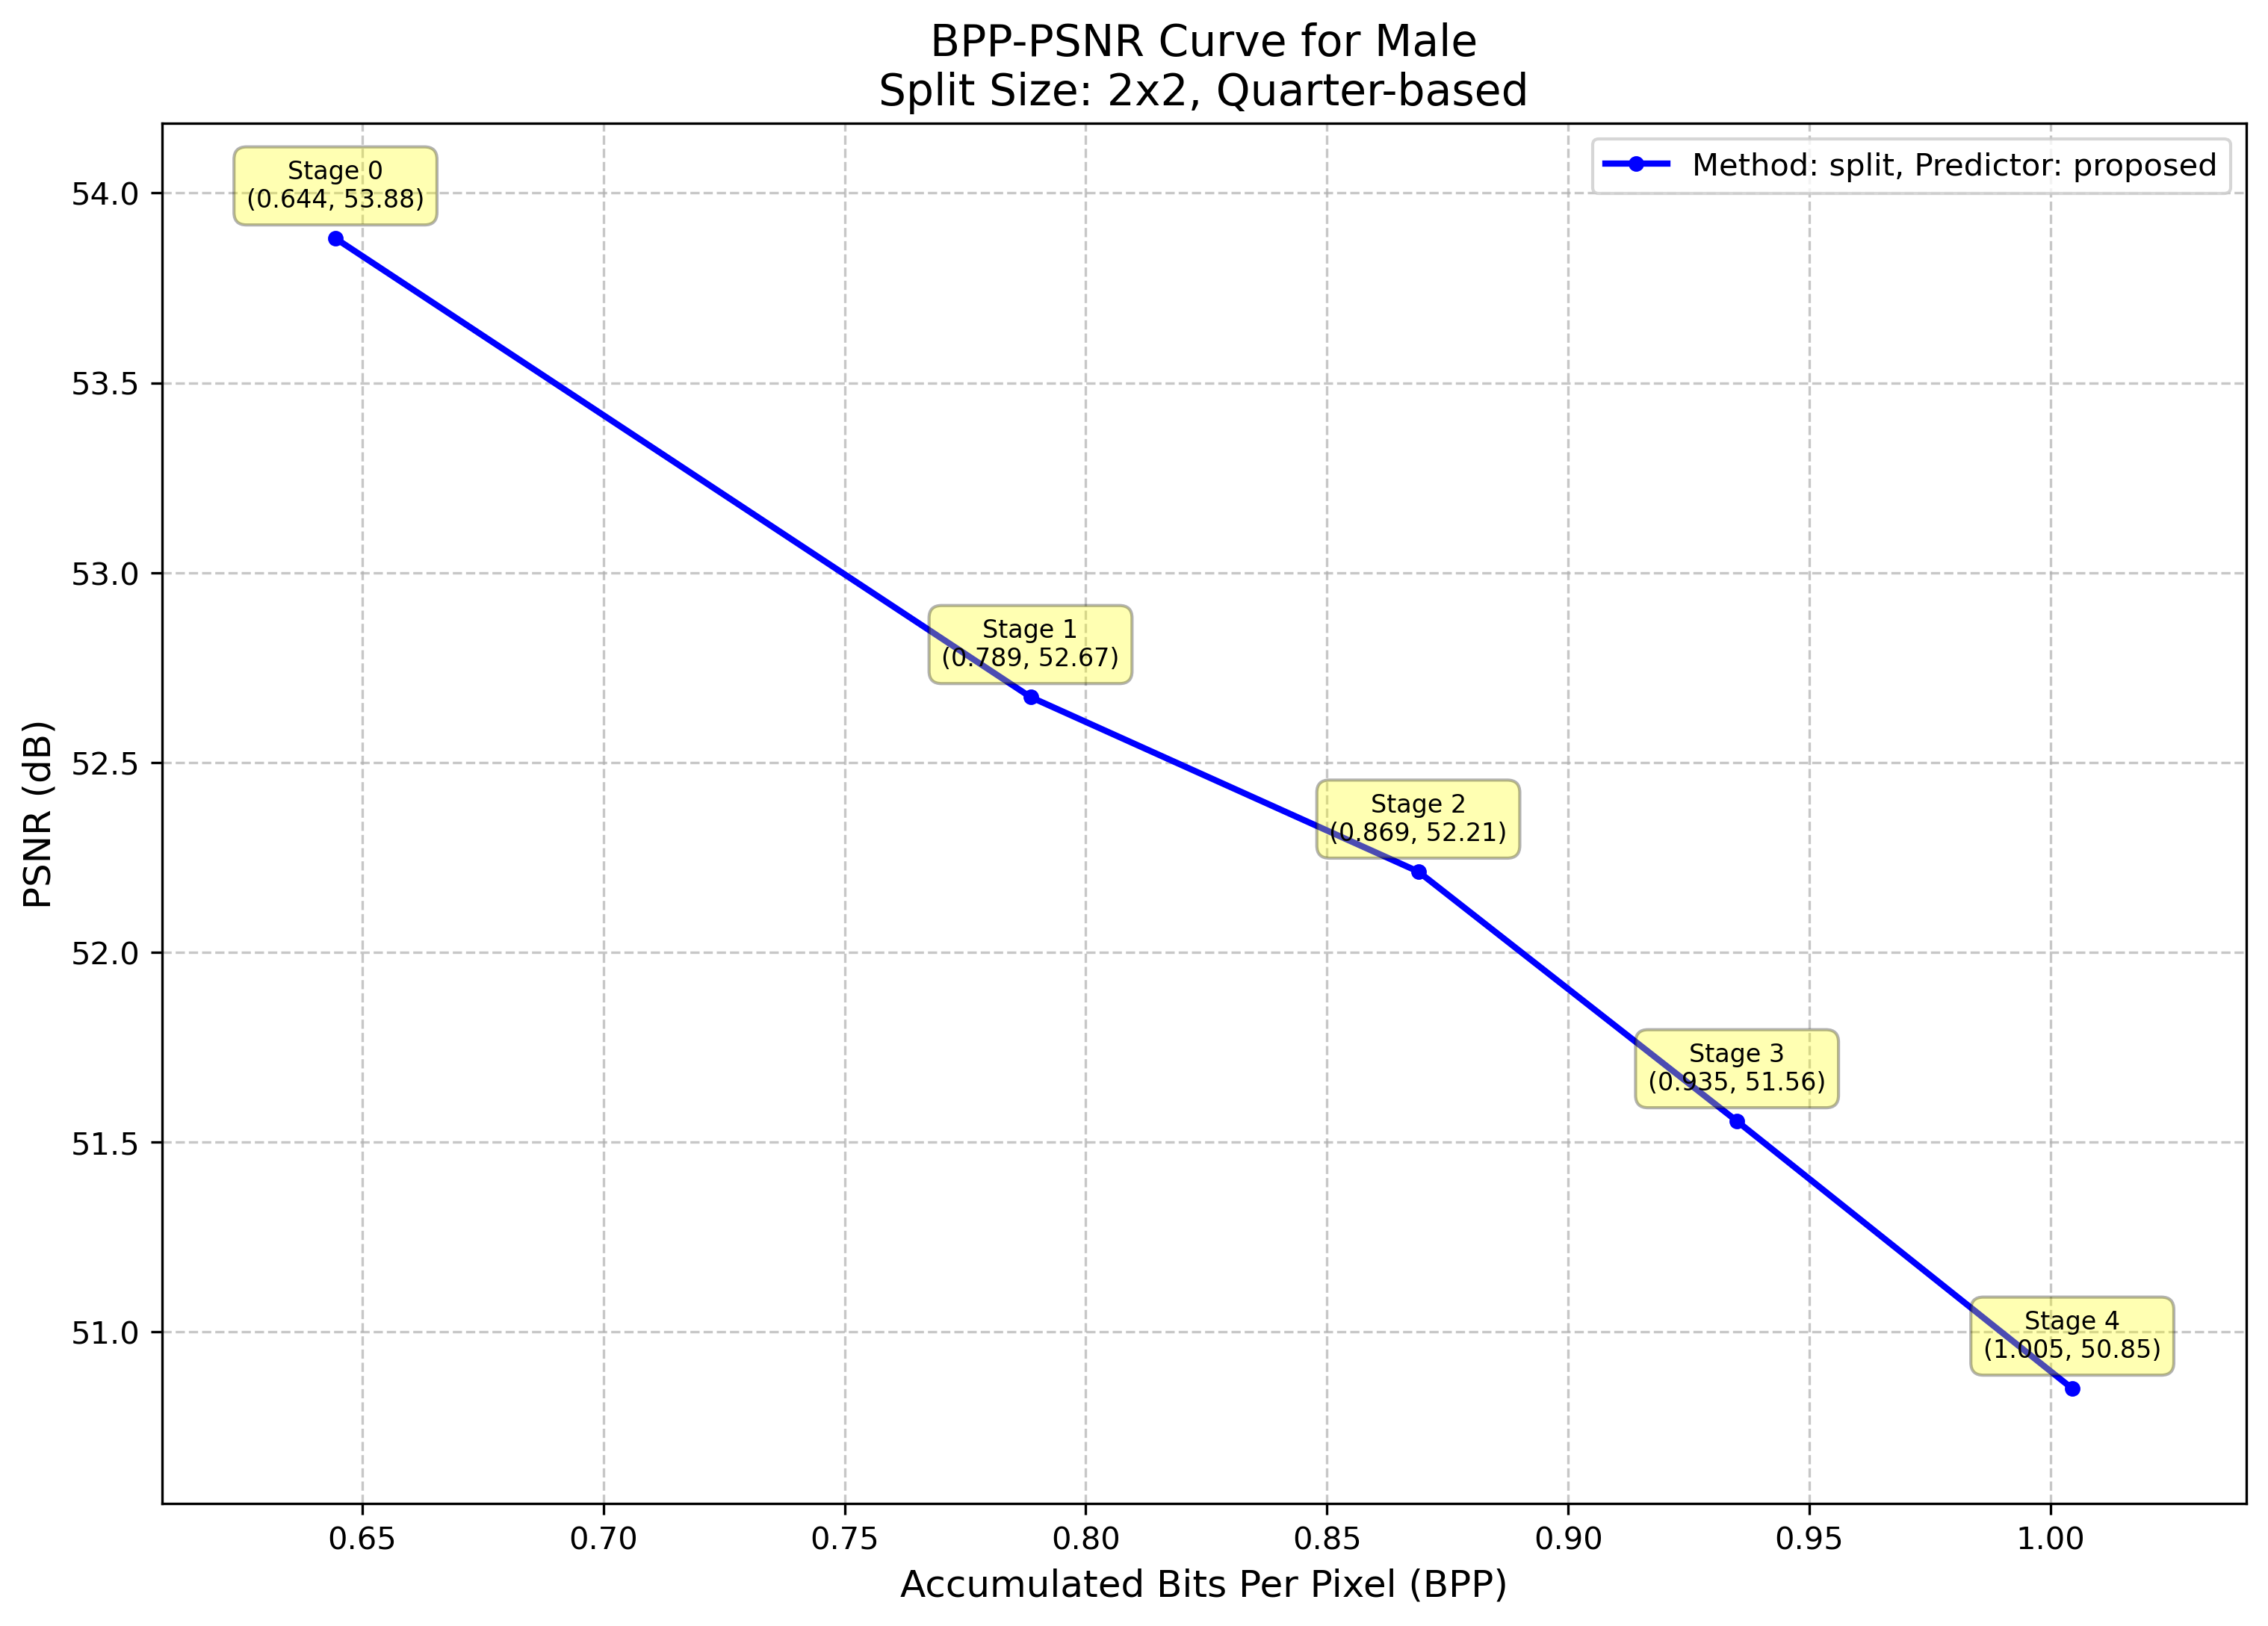 BPP-PSNR Curve for Male
Split Size: 2x2, Quarter-based
Method: split, Predictor: proposed
Stage 0
(0.644, 53.88)
Stage 1
(0.789, 52.67)
Stage 2
(0.869, 52.21)
Stage 3
(0.935, 51.56)
Stage 4
(1.005, 50.85)
PSNR (dB)
54.0
53.5
53.0
52.5
52.0
51.5
51.0
0.65 0.70 0.75 0.80 0.85 0.90 0.95 1.00
Accumulated Bits Per Pixel (BPP)